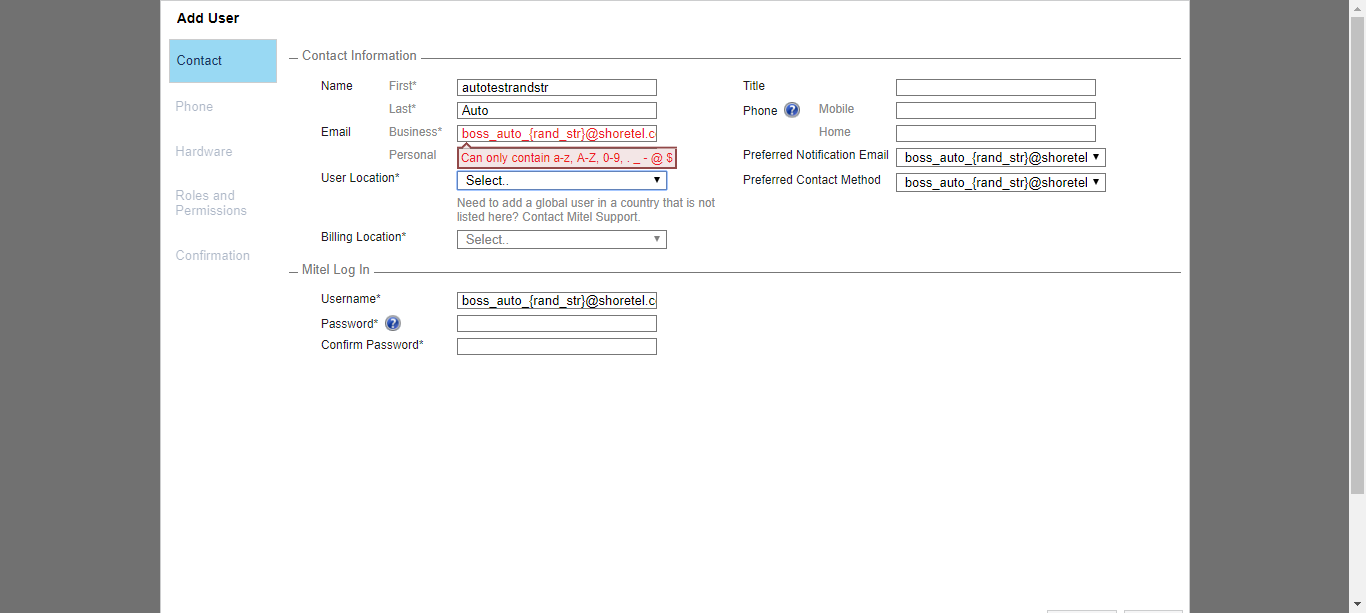 Add User
Contact
Phone
Hardware
Roles and
Permissions
Confirmation
Contact Information
Name First* autotestrandstr
Last* Auto
Email Business* boss_auto_{rand_str}@shoretel.c
Personal Can only contain a-z, A-Z, 0-9, . _ - @ $
User Location* Select..
Need to add a global user in a country that is not
listed here? Contact Mitel Support.
Billing Location* Select..
Title
Phone ? Mobile
Home
Preferred Notification Email boss_auto_{rand_str}@shoretel
Preferred Contact Method boss_auto_{rand_str}@shoretel
Mitel Log In
Username* boss_auto_{rand_str}@shoretel.c
Password* ?
Confirm Password*